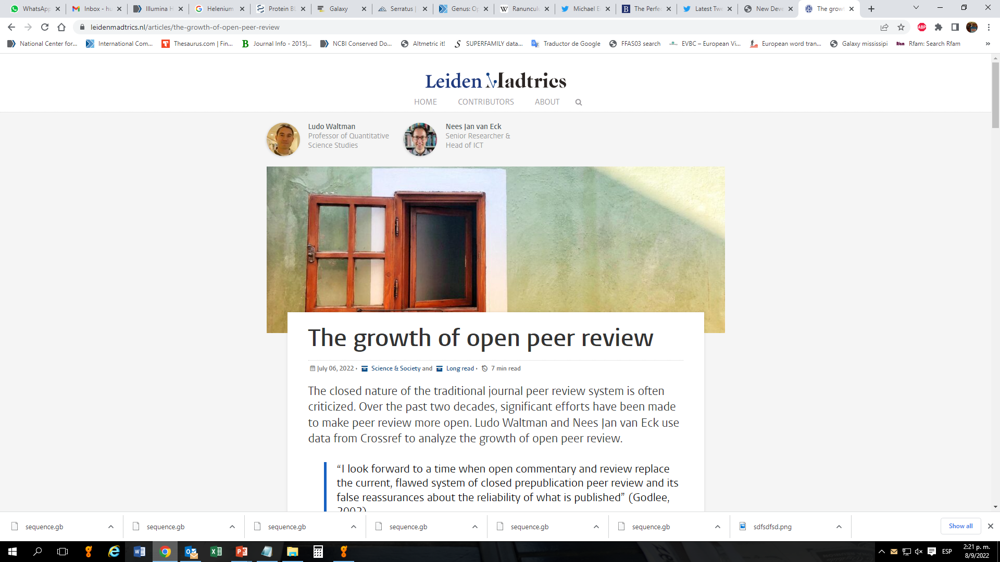 WhatsApp
Inbox - hu
Illumina H
Helenium
Protein BL
Galaxy
Serratus |
Genus: Op
Ranuncul
Michael E
The Perfe
Latest Twe
New Deve
The growt
leidenmadtrics.nl/articles/the-growth-of-open-peer-review
ABP
National Center for...
International Com...
Thesaurus.com | Fin...
Journal Info - 2015|...
NCBI Conserved Do...
Altmetric it!
SUPERFAMILY data...
Traductor de Google
FFAS03 search
EVBC – European Vi...
European word tran...
Galaxy mississipi
Rfam
Rfam: Search Rfam
»
Leiden Madtrics
HOME
CONTRIBUTORS
ABOUT
Ludo Waltman
Professor of Quantitative
Science Studies
Nees Jan van Eck
Senior Researcher &
Head of ICT
The growth of open peer review
July 06, 2022 • Science & Society and Long read • 7 min read
The closed nature of the traditional journal peer review system is often
criticized. Over the past two decades, significant efforts have been made
to make peer review more open. Ludo Waltman and Nees Jan van Eck use
data from Crossref to analyze the growth of open peer review.
“I look forward to a time when open commentary and review replace
the current, flawed system of closed prepublication peer review and its
false reassurances about the reliability of what is published” (Godlee,
2002)
sequence.gb
sequence.gb
sequence.gb
sequence.gb
sequence.gb
sequence.gb
sdfsdfsd.png
Show all
ESP
2:21 p. m.
8/9/2022